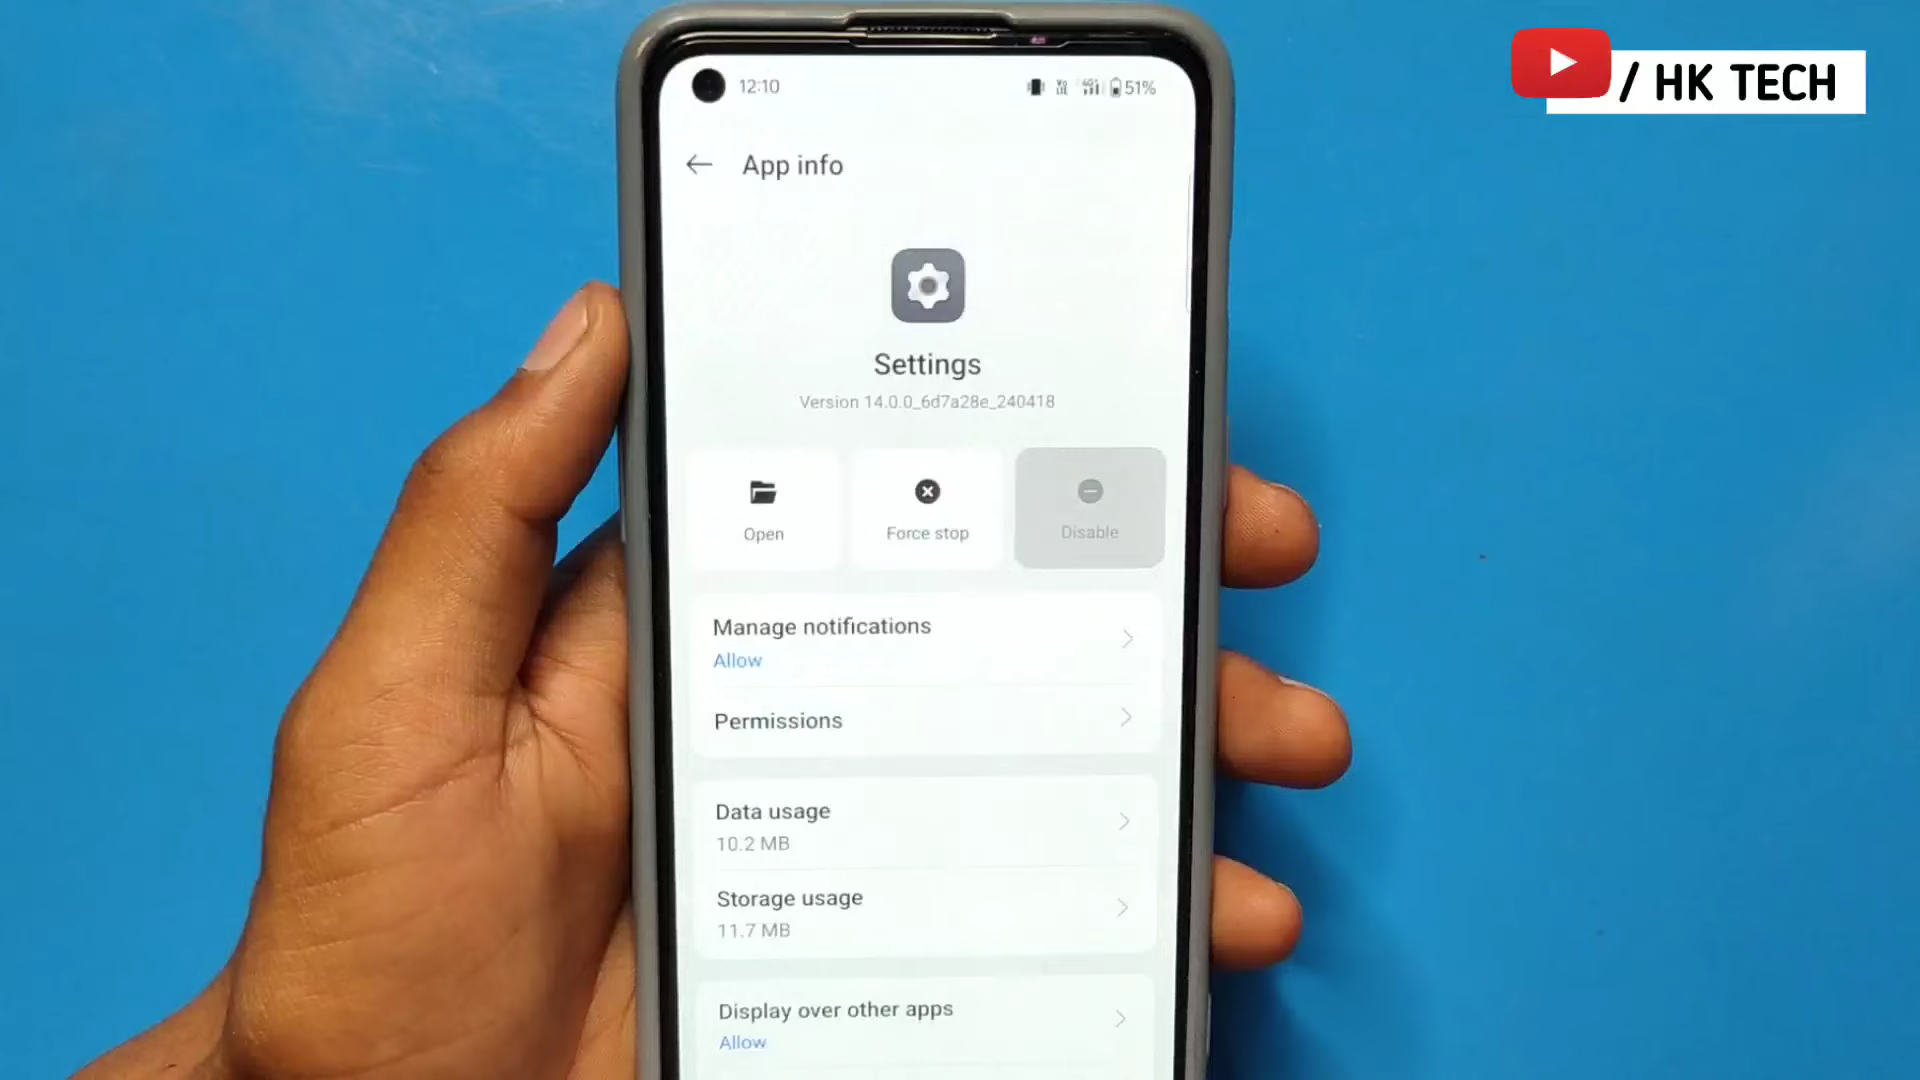 / HK TECH
12:10
51%
App info
Settings
Version 14.0.0_6d7a28e_240418
Open
Force stop
Disable
Manage notifications
Allow
Permissions
Data usage
10.2 MB
Storage usage
11.7 MB
Display over other apps
Allow